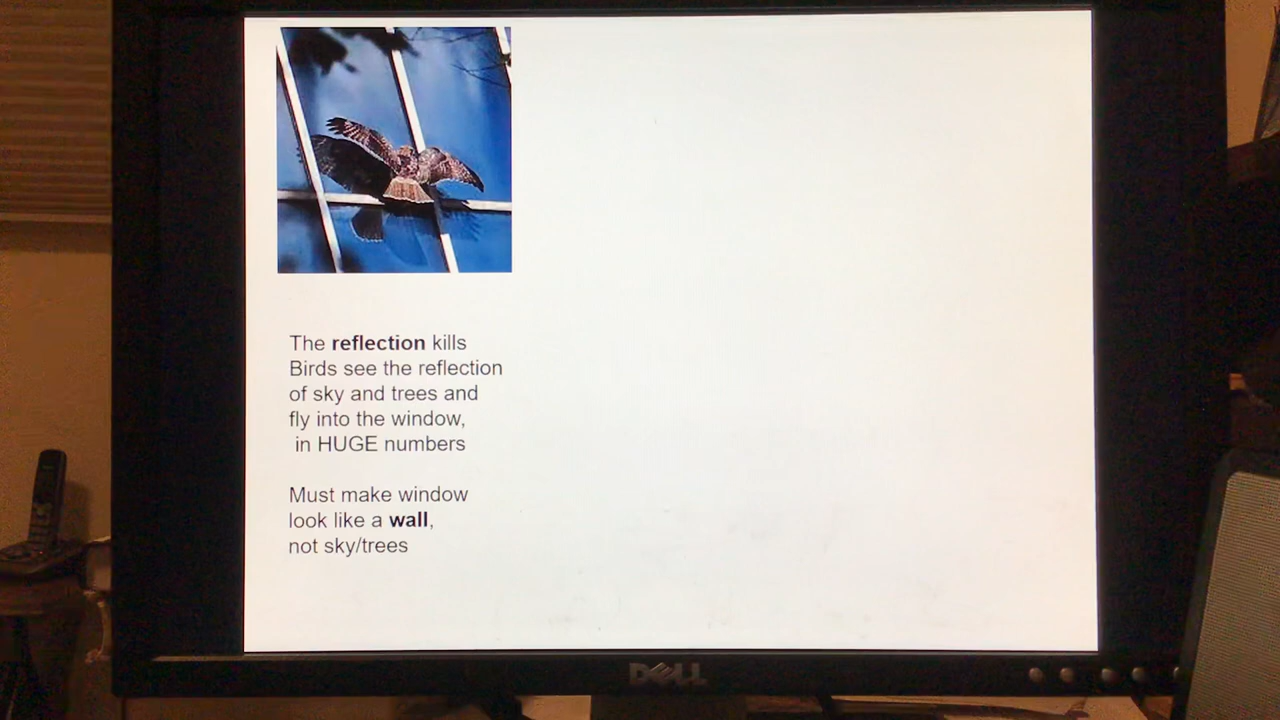 The reflection kills
Birds see the reflection
of sky and trees and
fly into the window,
in HUGE numbers
Must make window
look like a wall,
not sky/trees
DELL